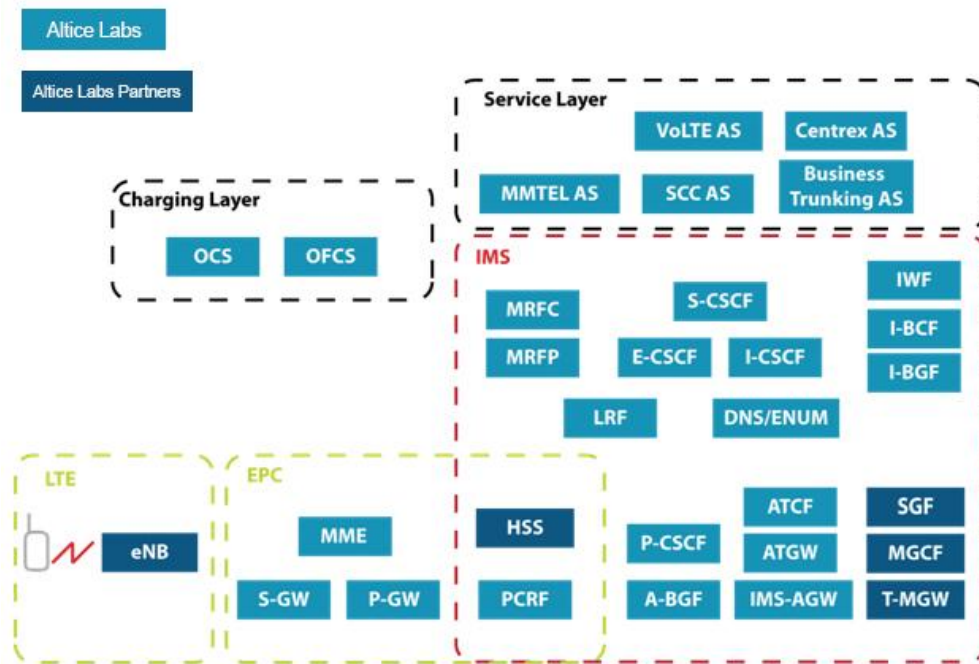 Altice Labs
Altice Labs Partners
Service Layer
VoLTE AS
Centrex AS
MMTEL AS
SCC AS
Business
Trunking AS
Charging Layer
OCS
OFCS
IMS
MRFC
MRFP
S-CSCF
E-CSCF
I-CSCF
IWF
I-BCF
I-BGF
LRF
DNS/ENUM
LTE
eNB
EPC
MME
S-GW
P-GW
HSS
PCRF
P-CSCF
A-BGF
ATCF
ATGW
IMS-AGW
SGF
MGCF
T-MGW